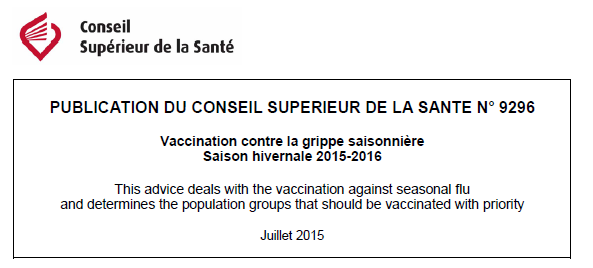 Conseil
Supérieur de la Santé
PUBLICATION DU CONSEIL SUPERIEUR DE LA SANTE N° 9296
Vaccination contre la grippe saisonnière
Saison hivernale 2015-2016
This advice deals with the vaccination against seasonal flu
and determines the population groups that should be vaccinated with priority
Juillet 2015